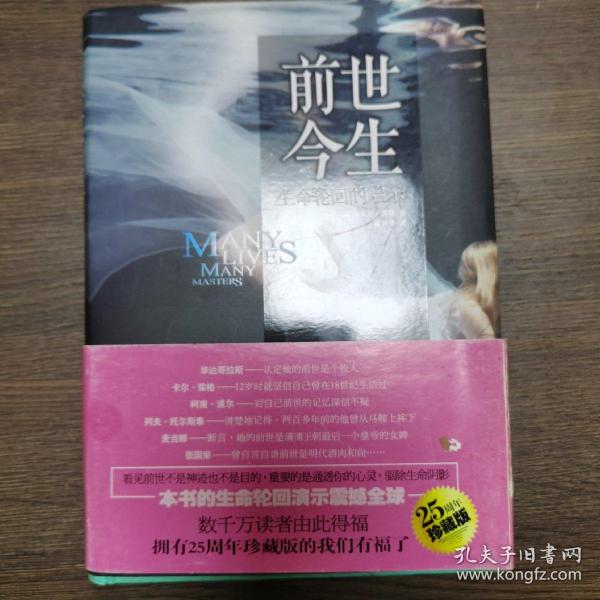 前世
今生
生命轮回的启示
MANY
LIVES
MANY
MASTERS
毕达哥拉斯——认定他的前世是个牧人
卡尔·荣格——12岁时就坚信自己曾在18世纪生活过
柯南·道尔——对自己前世的记忆深信不疑
列夫·托尔斯泰——清楚地记得，两百多年前的他曾从马鞍上摔下
麦当娜——断言，她的前世是满清王朝最后一个皇帝的女婢
张国荣——曾自言自语前世是明代酒肉和尚……
看见前世不是神迹也不是目的，重要的是通透你的心灵，驱除生命阴影
本书的生命轮回演示震撼全球
数千万读者由此得福
拥有25周年珍藏版的我们有福了
25周年
珍藏版
孔夫子旧书网
www.kongfz.com